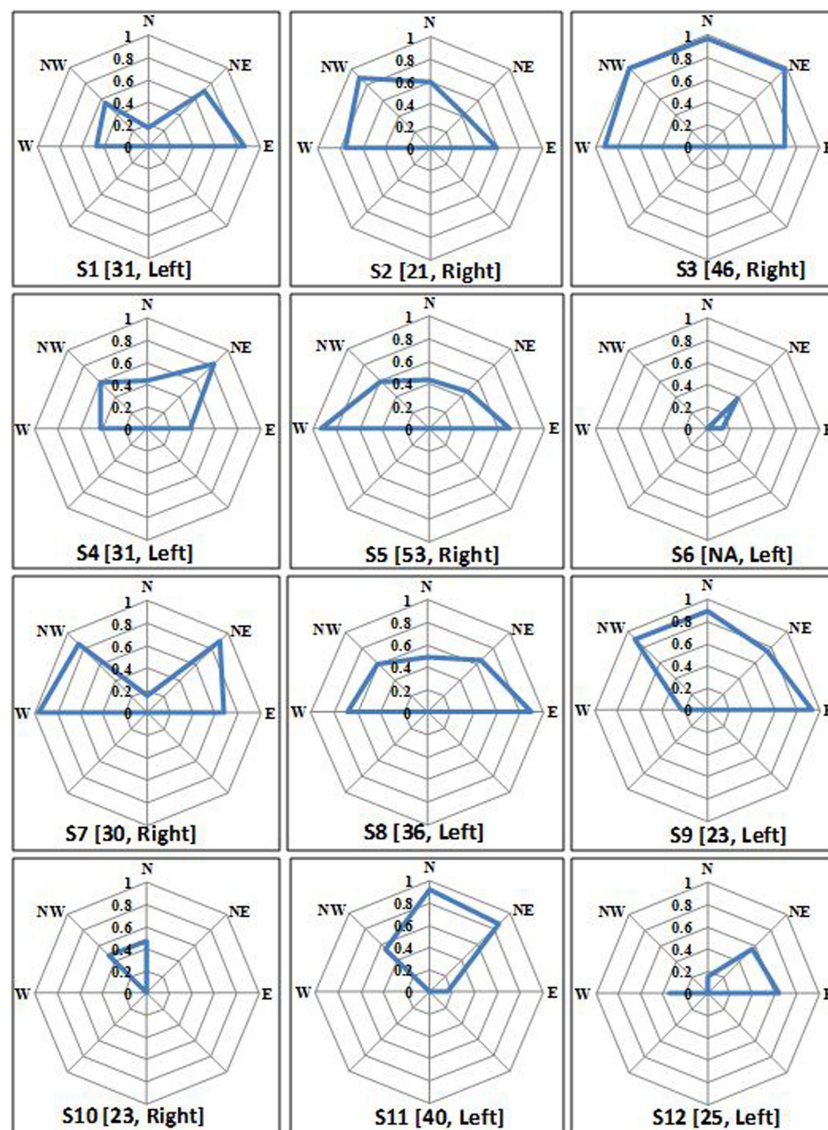 N
1
NW NE
0.8
0.6
0.4
0.2
W 0 E
S1 [31, Left]
N
1
NW NE
0.8
0.6
0.4
0.2
W 0 E
S2 [21, Right]
N
1
NW NE
0.8
0.6
0.4
0.2
W 0 E
S3 [46, Right]
N
1
NW NE
0.8
0.6
0.4
0.2
W 0 E
S4 [31, Left]
N
1
NW NE
0.8
0.6
0.4
0.2
W 0 E
S5 [53, Right]
N
1
NW NE
0.8
0.6
0.4
0.2
W 0 E
S6 [NA, Left]
N
1
NW NE
0.8
0.6
0.4
0.2
W 0 E
S7 [30, Right]
N
1
NW NE
0.8
0.6
0.4
0.2
W 0 E
S8 [36, Left]
N
1
NW NE
0.8
0.6
0.4
0.2
W 0 E
S9 [23, Left]
N
1
NW NE
0.8
0.6
0.4
0.2
W 0 E
S10 [23, Right]
N
1
NW NE
0.8
0.6
0.4
0.2
W 0 E
S11 [40, Left]
N
1
NW NE
0.8
0.6
0.4
0.2
W 0 E
S12 [25, Left]